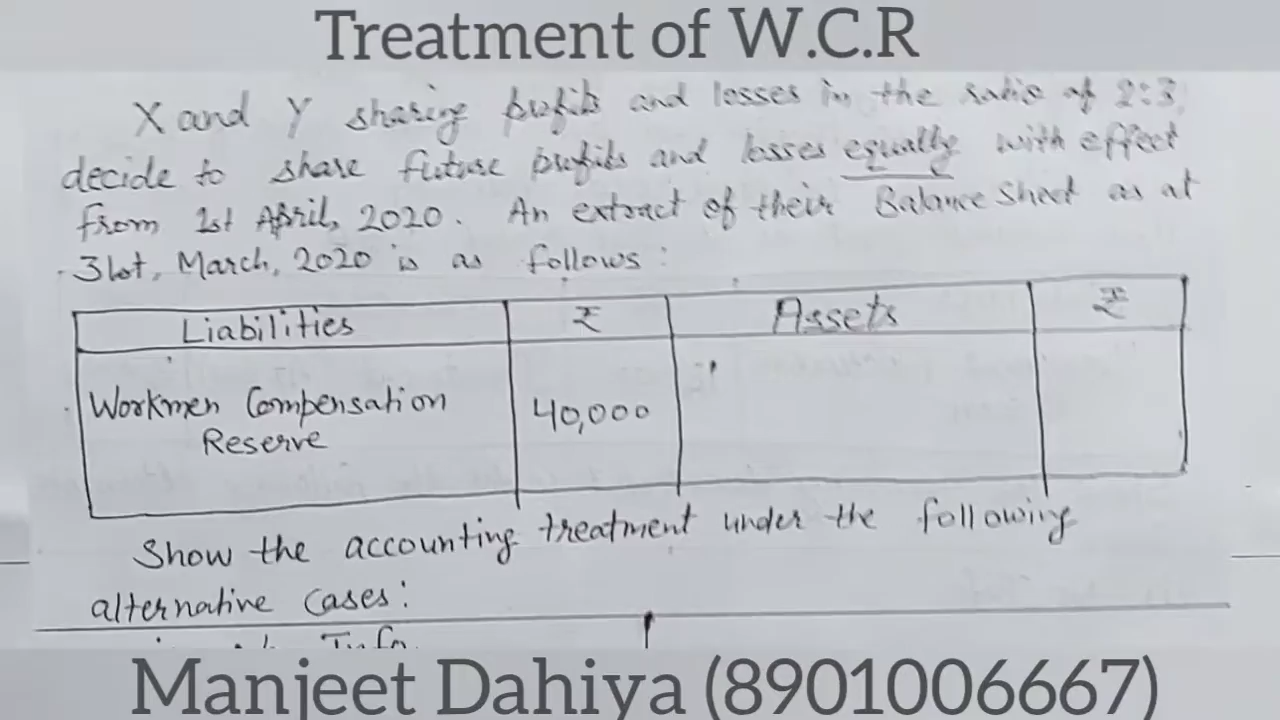 Treatment of W.C.R
X and Y sharing profits and losses in the ratio of 2:3,
decide to share future profits and losses equally with effect
from 1st April, 2020. An extract of their Balance Sheet as at
31st, March, 2020 is as follows:
Liabilities ₹ Assets ₹
Workmen Compensation 40,000
Reserve
Show the accounting treatment under the following
alternative cases:
Manjeet Dahiya (8901006667)